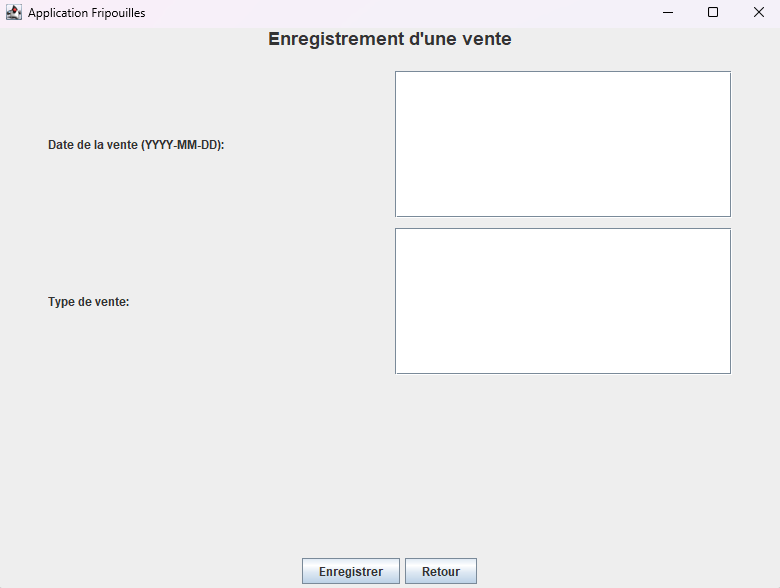 Application Fripouilles
Enregistrement d'une vente
Date de la vente (YYYY-MM-DD):
Type de vente:
Enregistrer
Retour